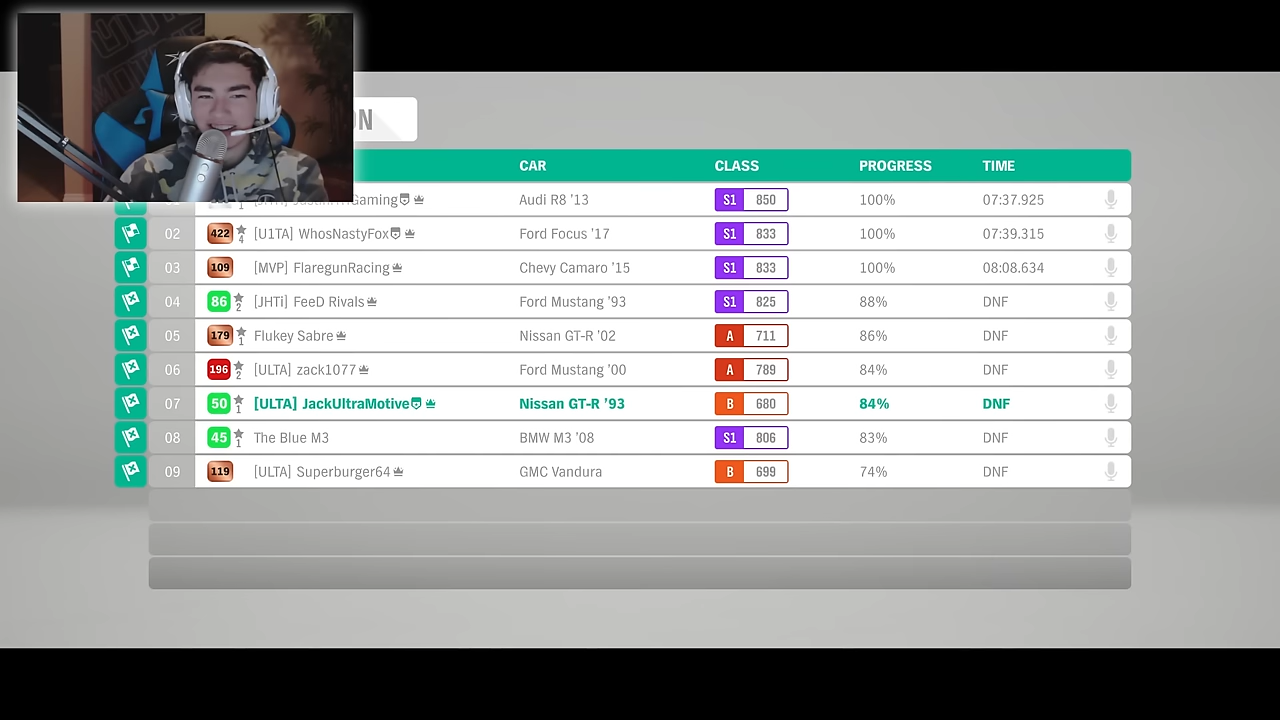 N
CAR CLASS PROGRESS TIME
Gaming Audi R8 '13 S1 850 100% 07:37.925
02 422 4 [U1TA] WhosNastyFox Ford Focus '17 S1 833 100% 07:39.315
03 109 [MVP] FlaregunRacing Chevy Camaro '15 S1 833 100% 08:08.634
04 86 2 [JHTi] FeeD Rivals Ford Mustang '93 S1 825 88% DNF
05 179 1 Flukey Sabre Nissan GT-R '02 A 711 86% DNF
06 196 2 [ULTA] zack1077 Ford Mustang '00 A 789 84% DNF
07 50 1 [ULTA] JackUltraMotive Nissan GT-R '93 B 680 84% DNF
08 45 1 The Blue M3 BMW M3 '08 S1 806 83% DNF
09 119 [ULTA] Superburger64 GMC Vandura B 699 74% DNF